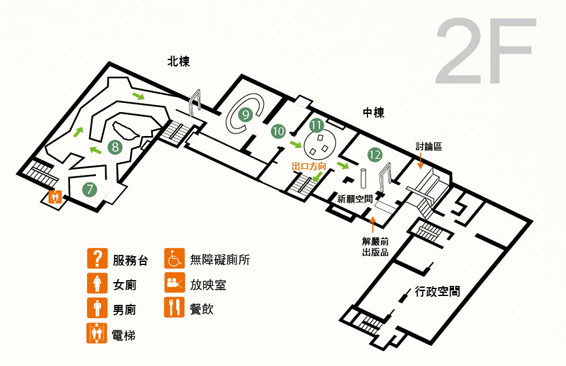 2F
北棟
中棟
9
10
11
12
8
7
討論區
出口方向
祈願空間
解嚴前
出版品
行政空間
? 服務台
女廁
男廁
電梯
無障礙廁所
放映室
餐飲